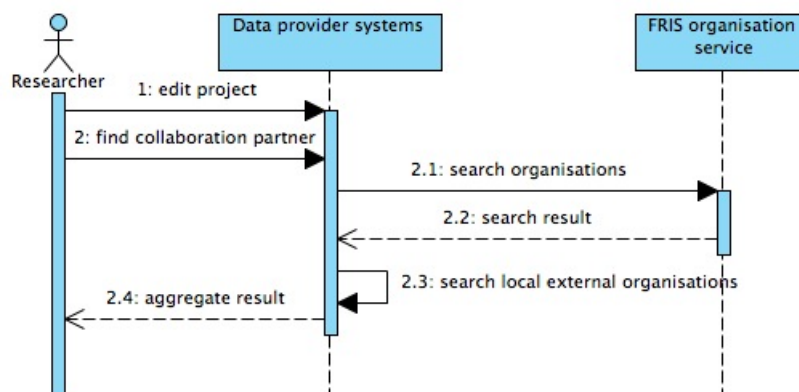 Data provider systems
FRIS organisation
service
Researcher
1: edit project
2: find collaboration partner
2.1: search organisations
2.2: search result
2.3: search local external organisations
2.4: aggregate result